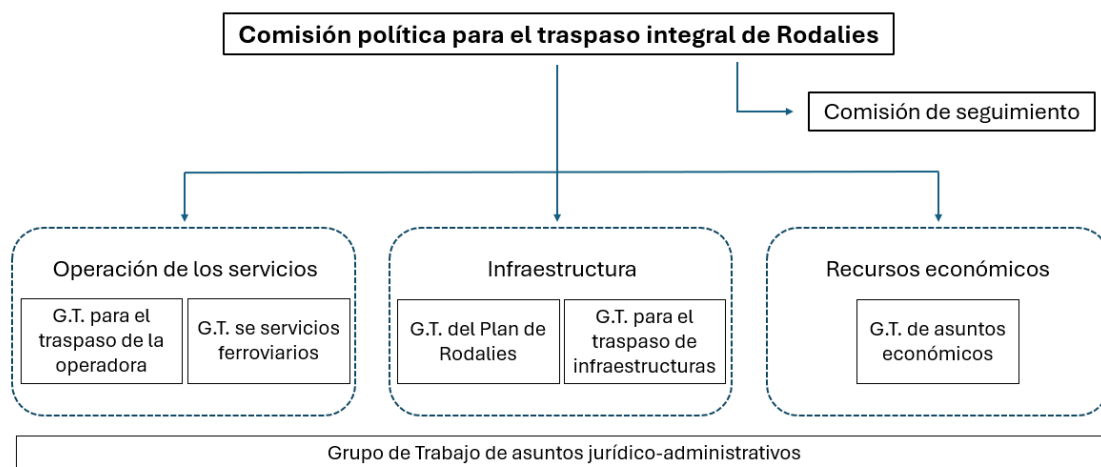 Comisión política para el traspaso integral de Rodalies
Comisión de seguimiento
Operación de los servicios
G.T. para el
traspaso de la
operadora
G.T. se servicios
ferroviarios
Infraestructura
G.T. del Plan de
Rodalies
G.T. para el
traspaso de
infraestructuras
Recursos económicos
G.T. de asuntos
económicos
Grupo de Trabajo de asuntos jurídico-administrativos